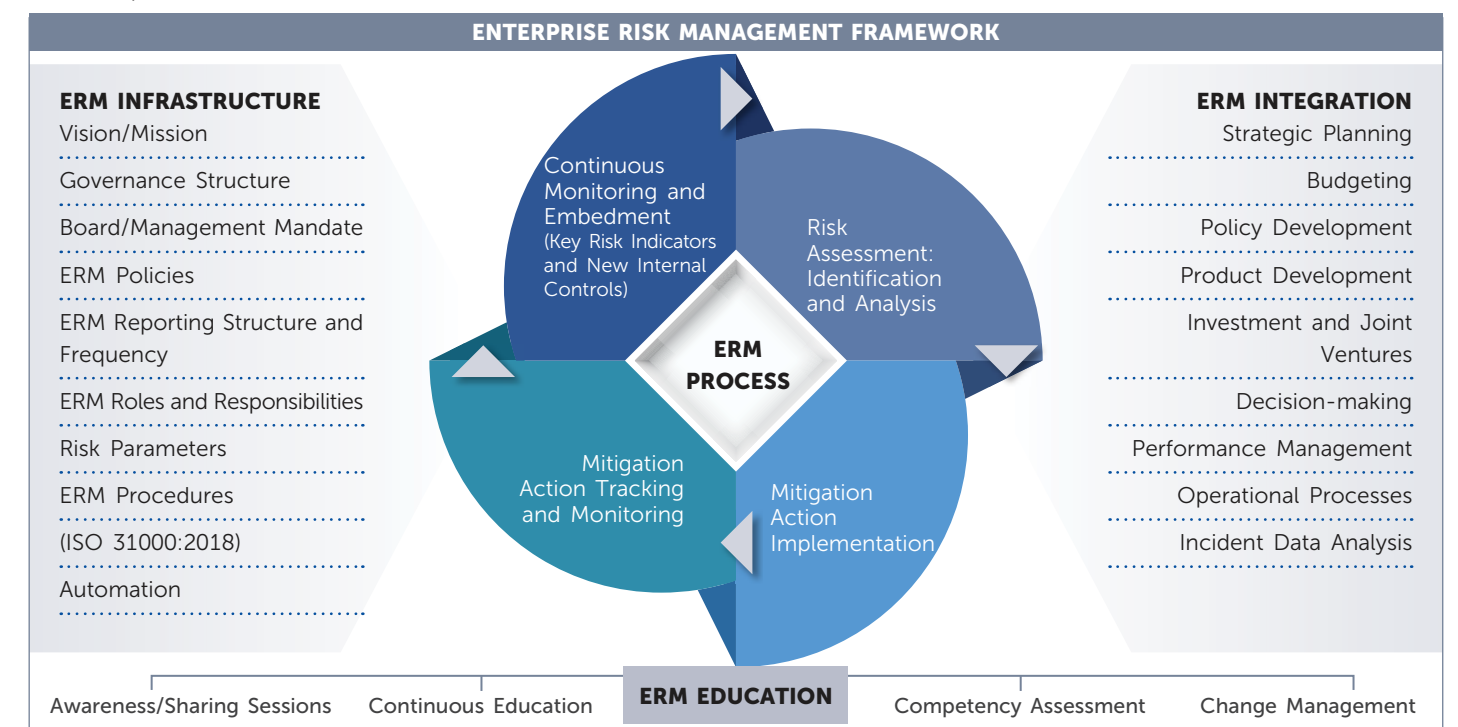 ENTERPRISE RISK MANAGEMENT FRAMEWORK
ERM INFRASTRUCTURE
Vision/Mission
Governance Structure
Board/Management Mandate
ERM Policies
ERM Reporting Structure and
Frequency
ERM Roles and Responsibilities
Risk Parameters
ERM Procedures
(ISO 31000:2018)
Automation
Continuous
Monitoring and
Embedment
(Key Risk Indicators
and New Internal
Controls)
Risk
Assessment:
Identification
and Analysis
ERM
PROCESS
Mitigation
Action Tracking
and Monitoring
Mitigation
Action
Implementation
ERM INTEGRATION
Strategic Planning
Budgeting
Policy Development
Product Development
Investment and Joint
Ventures
Decision-making
Performance Management
Operational Processes
Incident Data Analysis
Awareness/Sharing Sessions
Continuous Education
ERM EDUCATION
Competency Assessment
Change Management